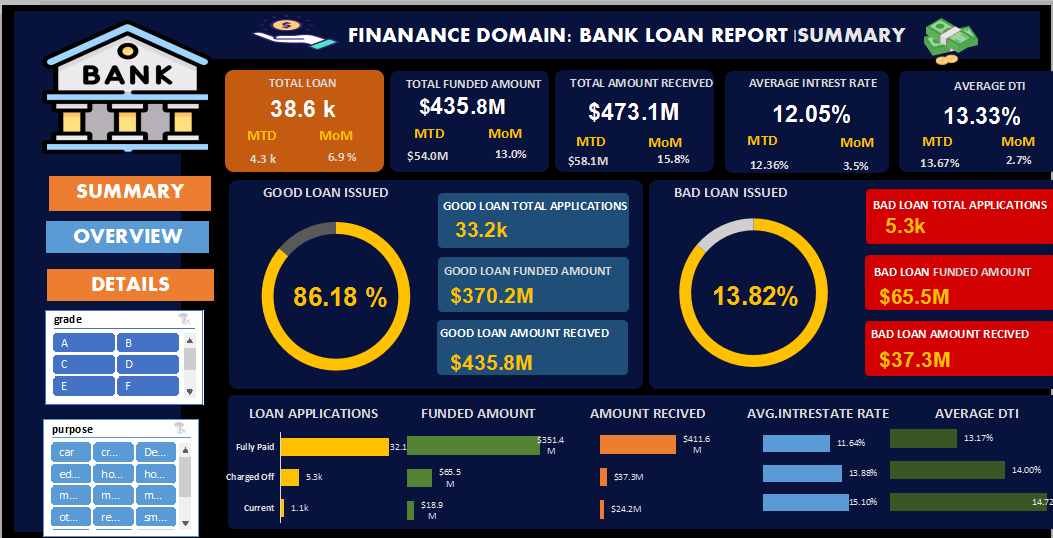 FINANANCE DOMAIN: BANK LOAN REPORT |SUMMARY
BANK
TOTAL LOAN
38.6 k
MTD MoM
4.3 k 6.9 %
TOTAL FUNDED AMOUNT
$435.8M
MTD MoM
$54.0M 13.0%
TOTAL AMOUNT RECEIVED
$473.1M
MTD MoM
$58.1M 15.8%
AVERAGE INTREST RATE
12.05%
MTD MoM
12.36% 3.5%
AVERAGE DTI
13.33%
MTD MoM
13.67% 2.7%
SUMMARY
OVERVIEW
DETAILS
grade
A B
C D
E F
purpose
car cr... De...
ed... ho... ho...
m... m... m...
ot... re... sm...
GOOD LOAN ISSUED
86.18 %
GOOD LOAN TOTAL APPLICATIONS
33.2k
GOOD LOAN FUNDED AMOUNT
$370.2M
GOOD LOAN AMOUNT RECIVED
$435.8M
BAD LOAN ISSUED
13.82%
BAD LOAN TOTAL APPLICATIONS
5.3k
BAD LOAN FUNDED AMOUNT
$65.5M
BAD LOAN AMOUNT RECIVED
$37.3M
LOAN APPLICATIONS FUNDED AMOUNT AMOUNT RECIVED AVG.INTRESTATE RATE AVERAGE DTI
Fully Paid 32.1 $351.4 M $411.6 M 11.64% 13.17%
Charged Off 5.3k $65.5 M $37.3M 13.88% 14.00%
Current 1.1k $18.9 M $24.2M 15.10% 14.72